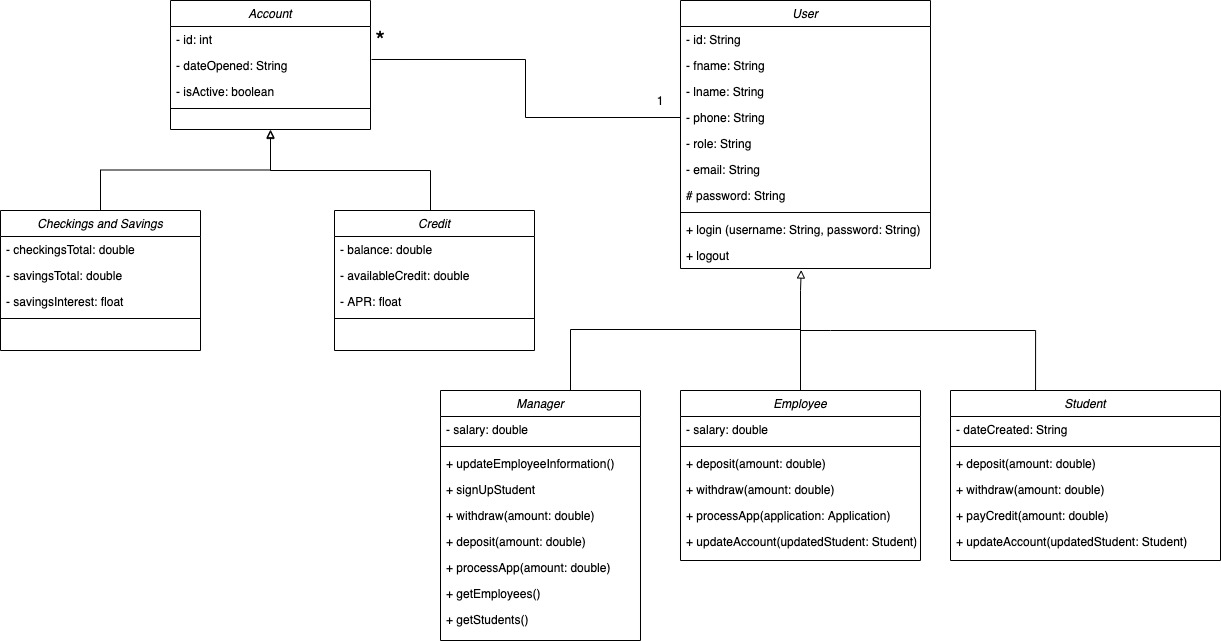 Account
- id: int
- dateOpened: String
- isActive: boolean
*
1
User
- id: String
- fname: String
- lname: String
- phone: String
- role: String
- email: String
# password: String
+ login (username: String, password: String)
+ logout
Checkings and Savings
- checkingsTotal: double
- savingsTotal: double
- savingsInterest: float
Credit
- balance: double
- availableCredit: double
- APR: float
Manager
- salary: double
+ updateEmployeeInformation()
+ signUpStudent
+ withdraw(amount: double)
+ deposit(amount: double)
+ processApp(amount: double)
+ getEmployees()
+ getStudents()
Employee
- salary: double
+ deposit(amount: double)
+ withdraw(amount: double)
+ processApp(application: Application)
+ updateAccount(updatedStudent: Student)
Student
- dateCreated: String
+ deposit(amount: double)
+ withdraw(amount: double)
+ payCredit(amount: double)
+ updateAccount(updatedStudent: Student)